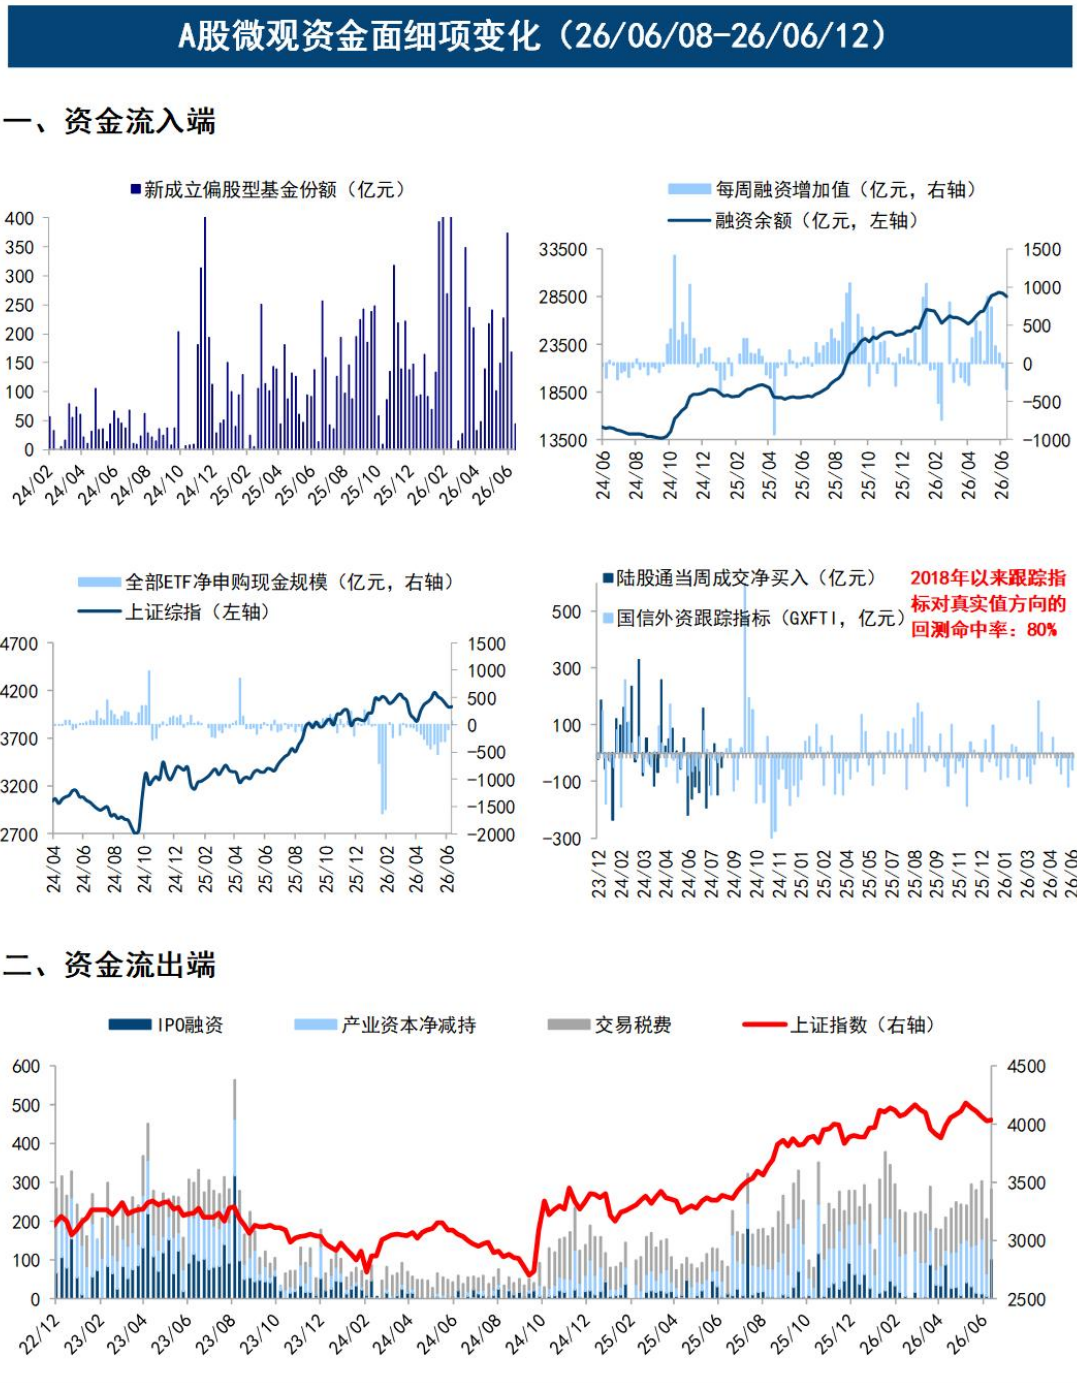 A股微观资金面细项变化（26/06/08-26/06/12）
一、资金流入端
新成立偏股型基金份额（亿元）
400
350
300
250
200
150
100
50
0
24/02 24/04 24/06 24/08 24/10 24/12 25/02 25/04 25/06 25/08 25/10 25/12 26/02 26/04 26/06
每周融资增加值（亿元，右轴）
融资余额（亿元，左轴）
33500
28500
23500
18500
13500
1500
1000
500
0
-500
-1000
24/06 24/08 24/10 24/12 25/02 25/04 25/06 25/08 25/10 25/12 26/02 26/04 26/06
全部ETF净申购现金规模（亿元，右轴）
上证综指（左轴）
4700
4200
3700
3200
2700
1500
1000
500
0
-500
-1000
-1500
-2000
24/04 24/06 24/08 24/10 24/12 25/02 25/04 25/06 25/08 25/10 25/12 26/02 26/04 26/06
陆股通当周成交净买入（亿元）
国信外资跟踪指标（GXFTI，亿元）
2018年以来跟踪指
标对真实值方向的
回测命中率：80%
500
300
100
-100
-300
23/12 24/02 24/03 24/04 24/06 24/07 24/09 24/10 24/11 25/01 25/02 25/04 25/05 25/07 25/08 25/09 25/11 25/12 26/01 26/03 26/04 26/06
二、资金流出端
IPO融资
产业资本净减持
交易税费
上证指数（右轴）
600
500
400
300
200
100
0
4500
4000
3500
3000
2500
22/12 23/02 23/04 23/06 23/08 23/10 23/12 24/02 24/04 24/06 24/08 24/10 24/12 25/02 25/04 25/06 25/08 25/10 25/12 26/02 26/04 26/06